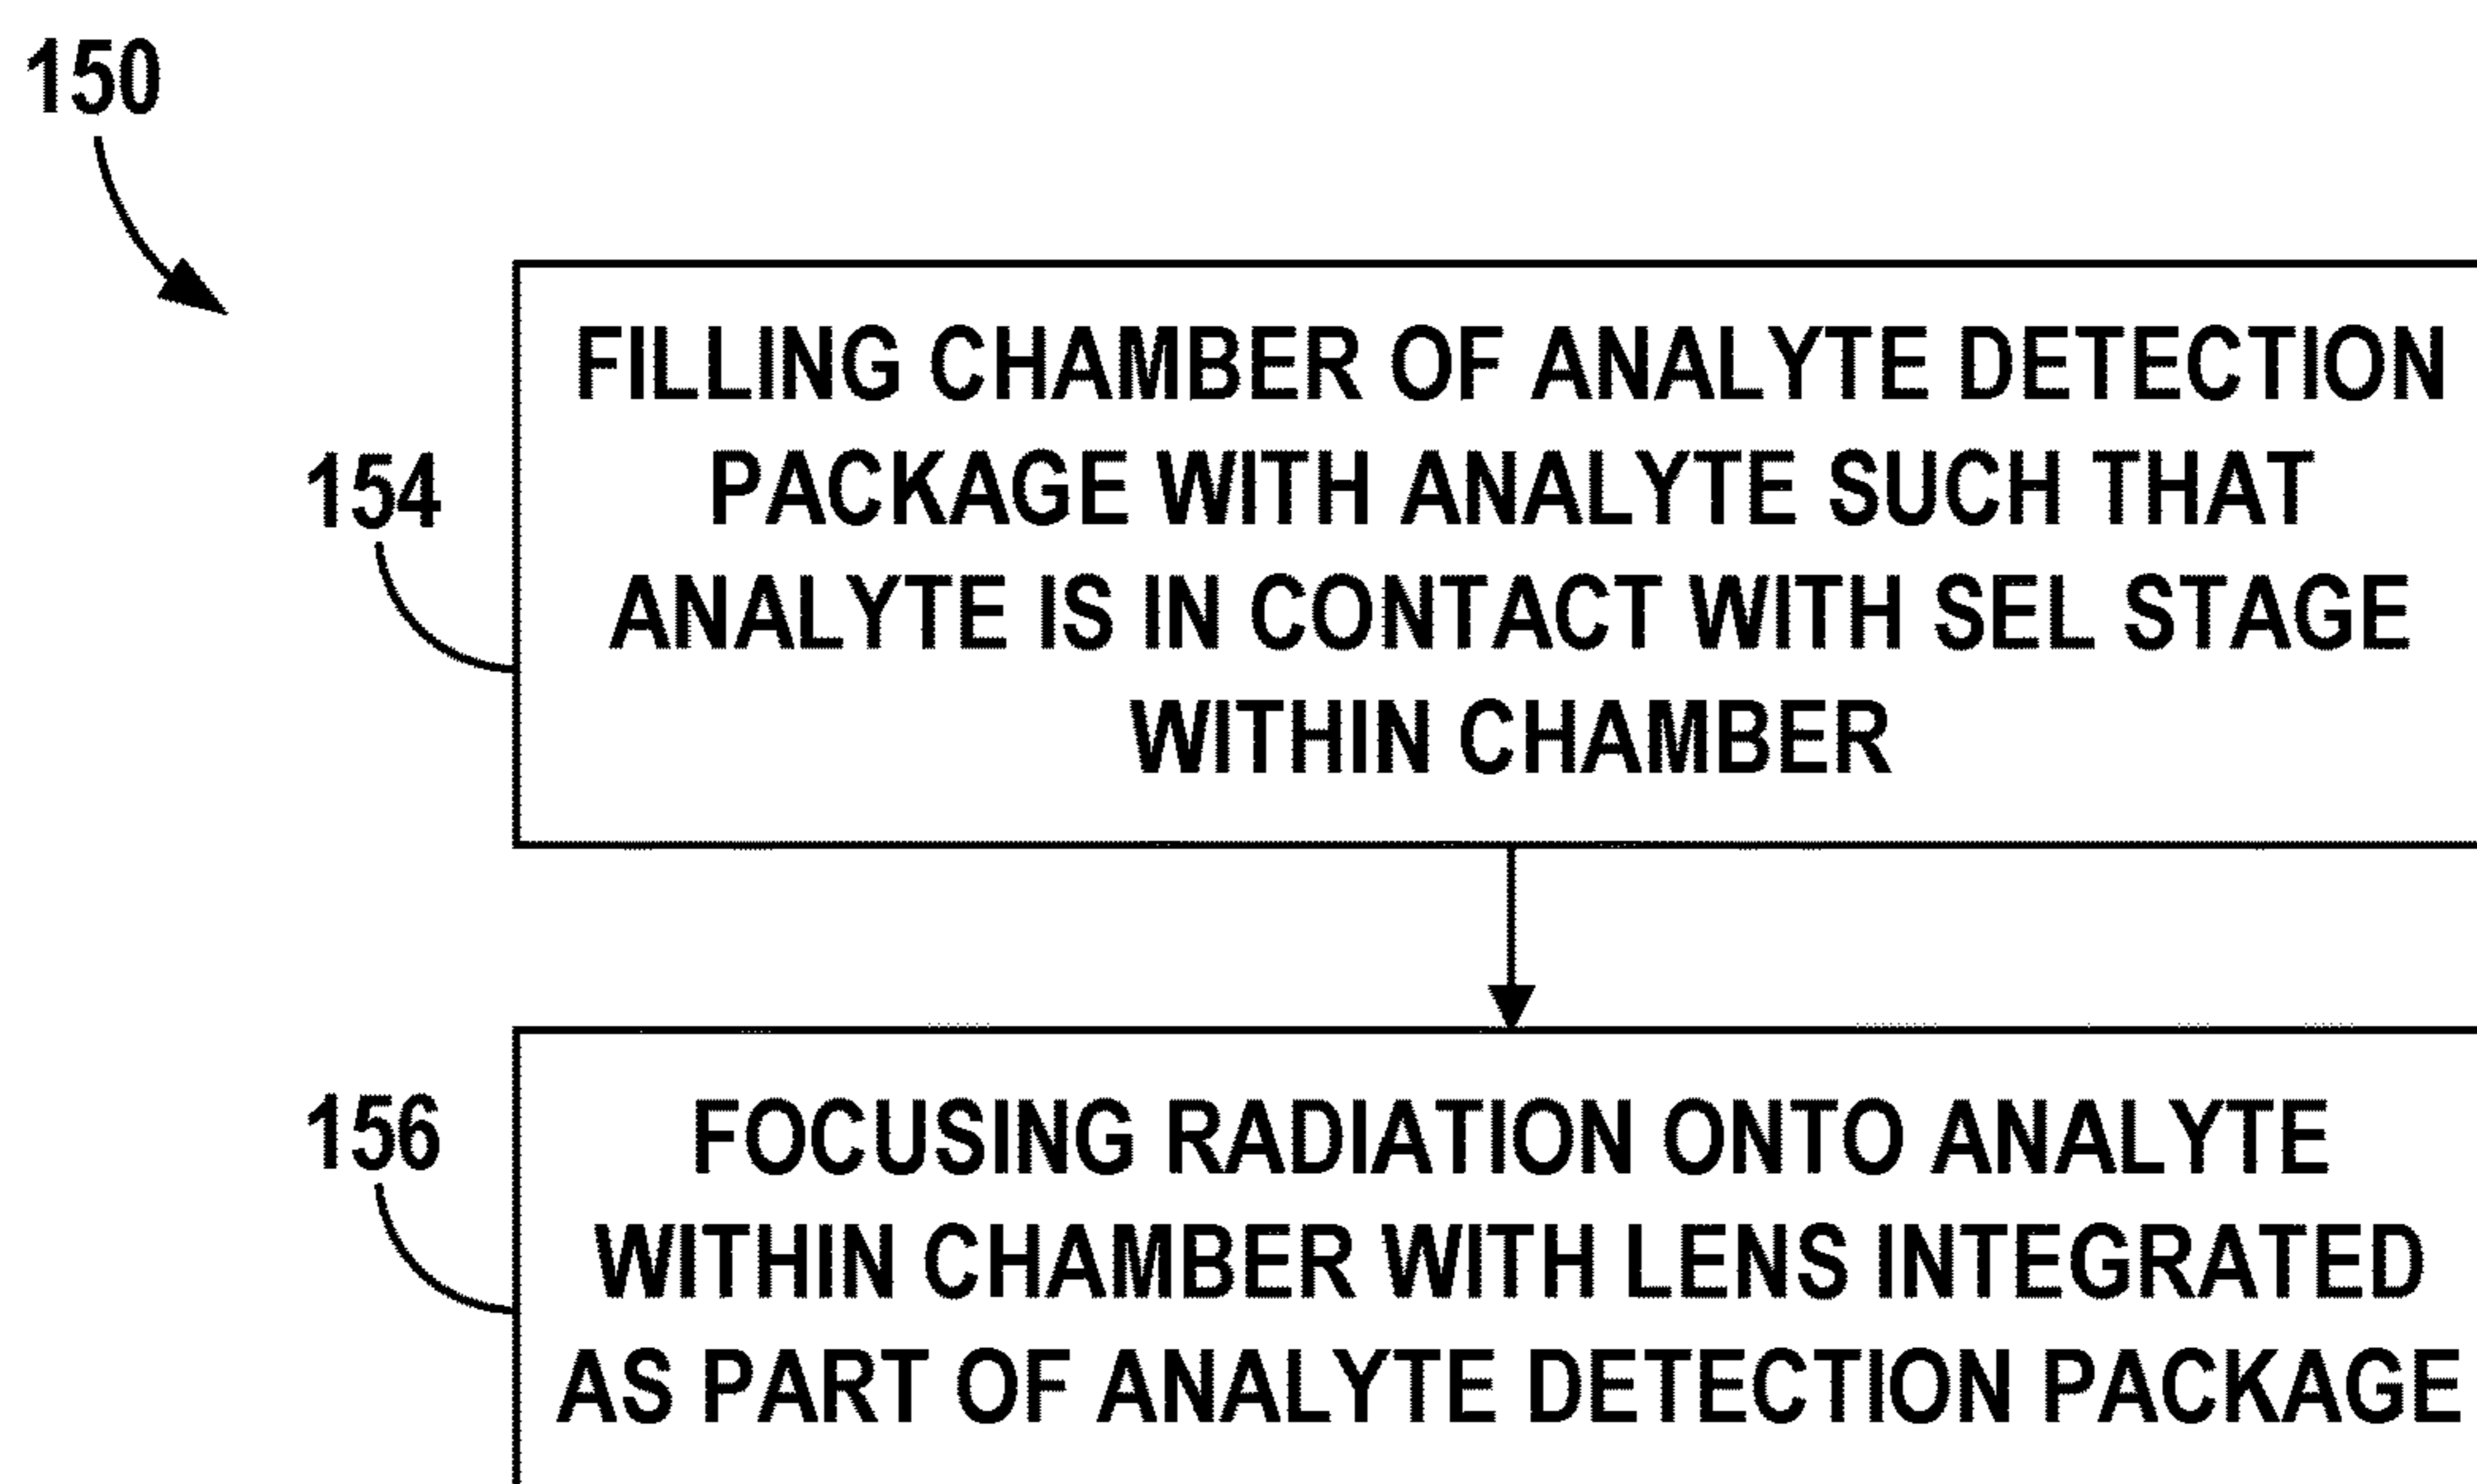 150
FILLING CHAMBER OF ANALYTE DETECTION
PACKAGE WITH ANALYTE SUCH THAT
154
ANALYTE IS IN CONTACT WITH SEL STAGE
WITHIN CHAMBER
156
FOCUSING RADIATION ONTO ANALYTE
WITHIN CHAMBER WITH LENS INTEGRATED
AS PART OF ANALYTE DETECTION PACKAGE